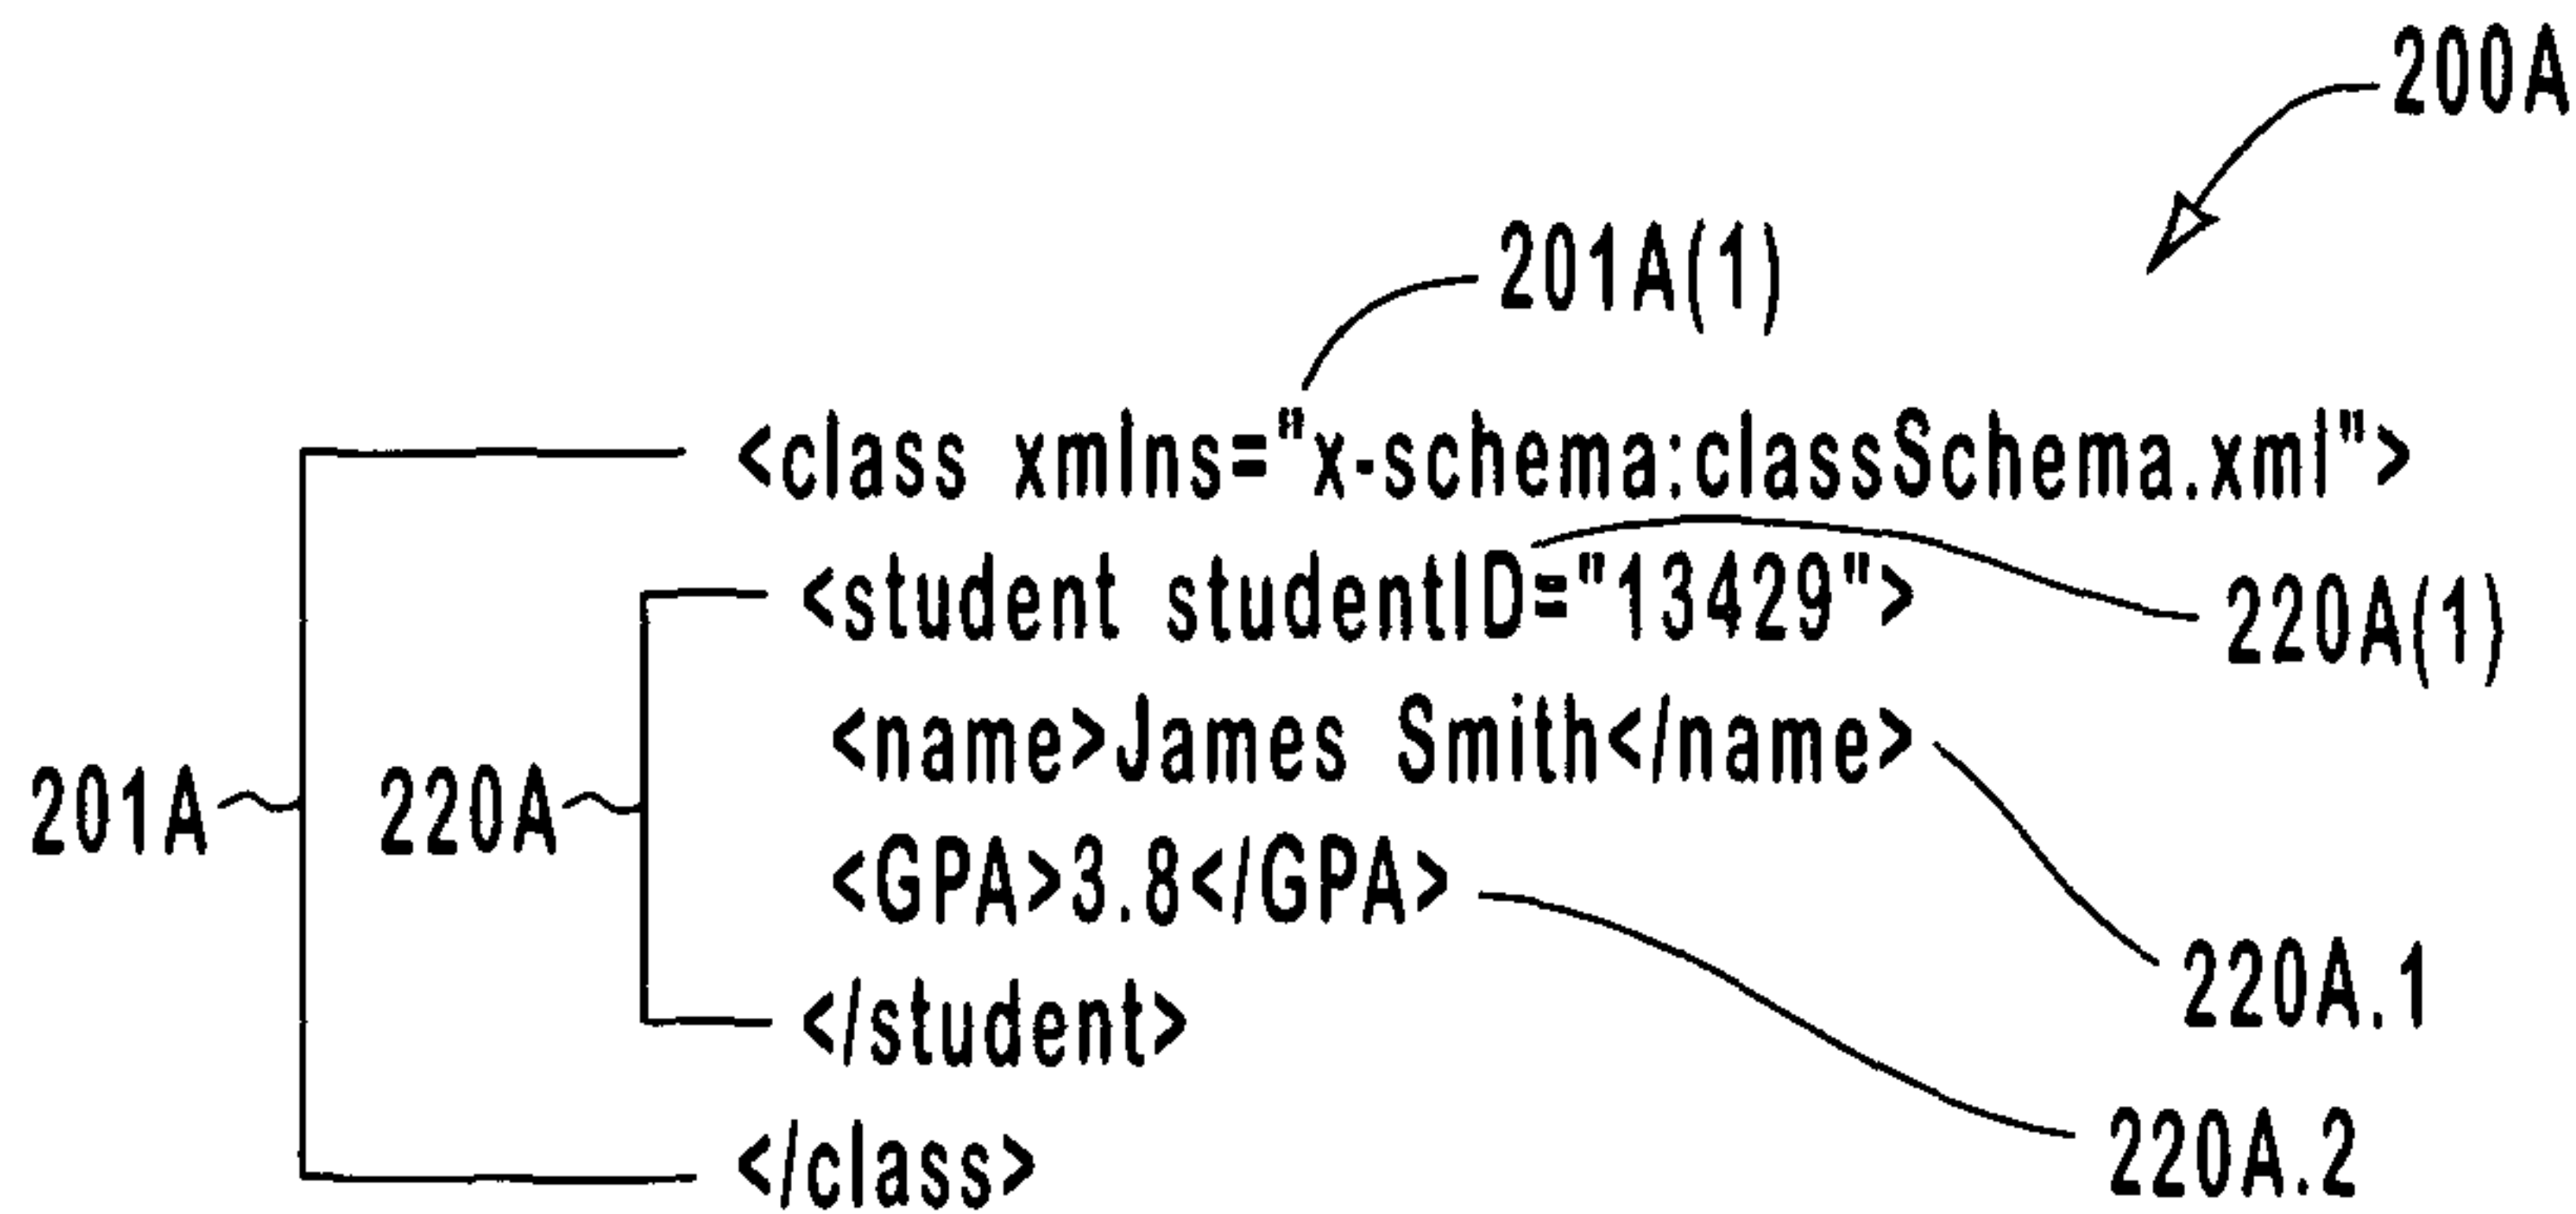 200A
201A(1)
<class xmlns="x-schema:classSchema.xml">
<student studentID="13429">
220A(1)
<name>James Smith</name>
201A
220A
<GPA>3.8</GPA>
220A.1
</student>
220A.2
</class>